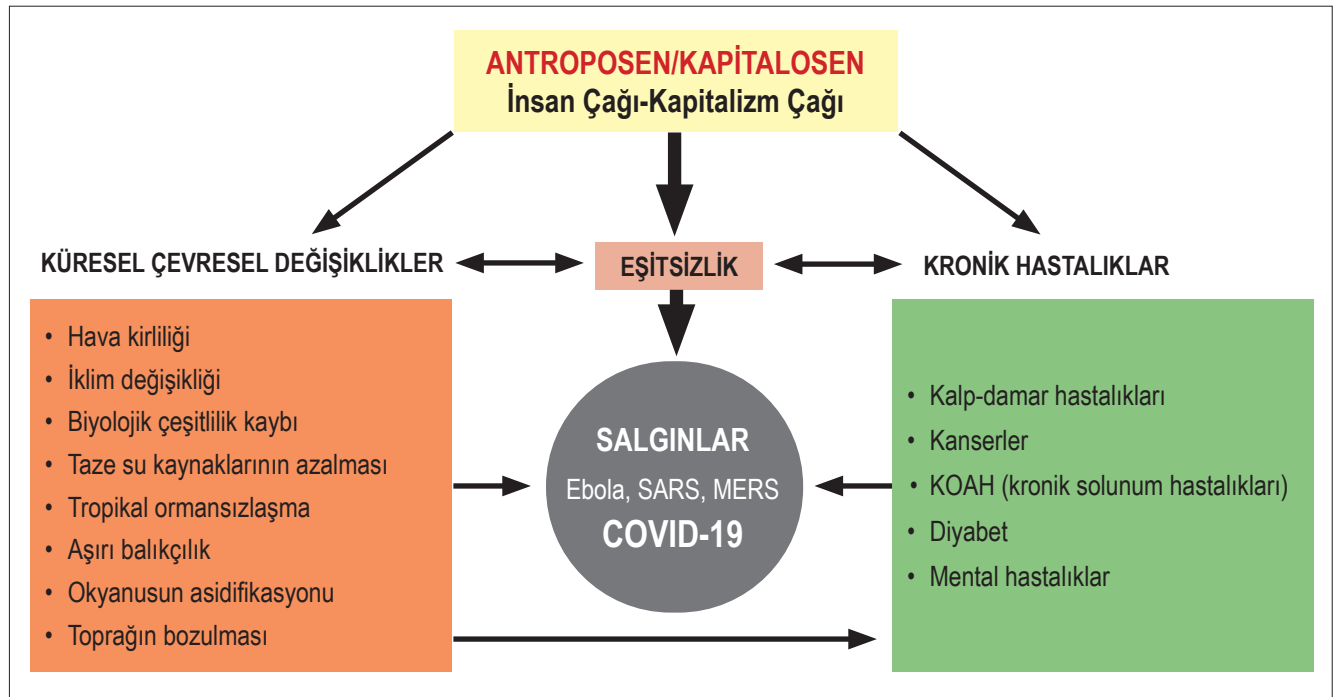 ANTROPOSEN/KAPİTALOSEN
İnsan Çağı-Kapitalizm Çağı
KÜRESEL ÇEVRESEL DEĞİŞİKLİKLER
EŞİTSİZLİK
KRONİK HASTALIKLAR
• Hava kirliliği
• İklim değişikliği
• Biyolojik çeşitlilik kaybı
• Taze su kaynaklarının azalması
• Tropikal ormansızlaşma
• Aşırı balıkçılık
• Okyanusun asidifikasyonu
• Toprağın bozulması
SALGINLAR
Ebola, SARS, MERS
COVID-19
• Kalp-damar hastalıkları
• Kanserler
• KOAH (kronik solunum hastalıkları)
• Diyabet
• Mental hastalıklar